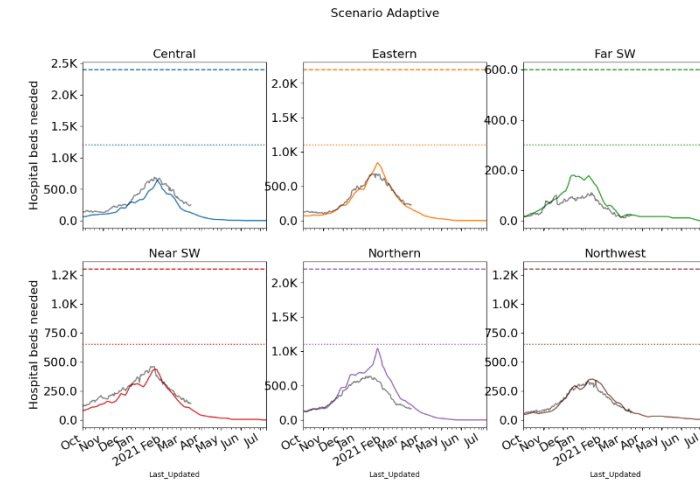 Scenario Adaptive
Central
Eastern
Far SW
Hospital beds needed
2.5K
2.0K
1.5K
1.0K
500.0
0.0
2.0K
1.5K
1.0K
500.0
0.0
600.0
400.0
200.0
0.0
Near SW
Northern
Northwest
Hospital beds needed
1.2K
1.0K
750.0
500.0
250.0
0.0
2.0K
1.5K
1.0K
500.0
0.0
1.2K
1.0K
750.0
500.0
250.0
0.0
Oct Nov Dec Jan 2021 Feb Mar Apr May Jun Jul
Oct Nov Dec Jan 2021 Feb Mar Apr May Jun Jul
Oct Nov Dec Jan 2021 Feb Mar Apr May Jun Jul
Last_Updated
Last_Updated
Last_Updated